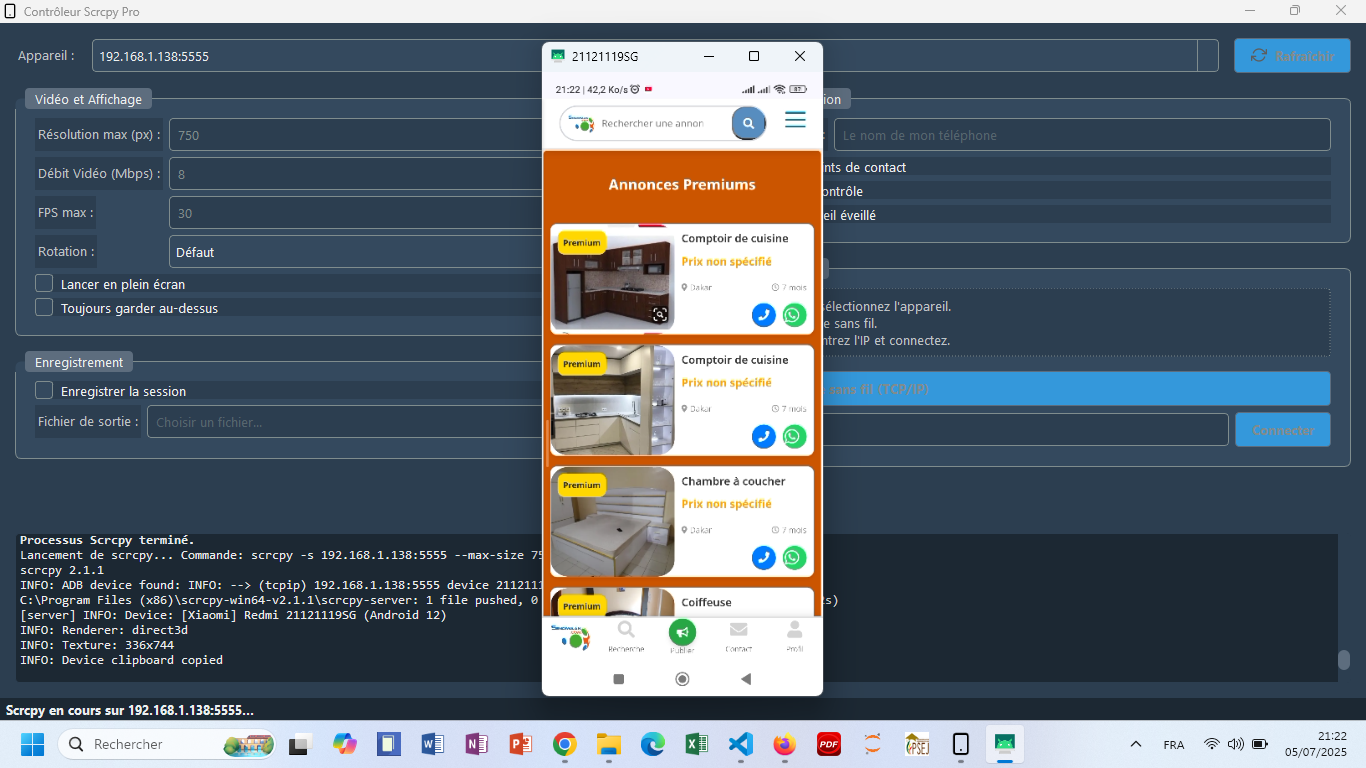 Contrôleur Scrcpy Pro
Appareil :
192.168.1.138:5555
Rafraîchir
Vidéo et Affichage
Résolution max (px) :
750
Débit Vidéo (Mbps) :
8
FPS max :
30
Rotation :
Défaut
Lancer en plein écran
Toujours garder au-dessus
Enregistrement
Enregistrer la session
Fichier de sortie :
Choisir un fichier...
21121119SG
21:22 | 42,2 Ko/s
87
Rechercher une annon
Annonces Premiums
Premium
Comptoir de cuisine
Prix non spécifié
Dakar
7 mois
Premium
Comptoir de cuisine
Prix non spécifié
Dakar
7 mois
Premium
Chambre à coucher
Prix non spécifié
Dakar
7 mois
Premium
Coiffeuse
Recherche
Publier
Contact
Profil
ion
:
Le nom de mon téléphone
nts de contact
ontrôle
eil éveillé
sélectionnez l'appareil.
e sans fil.
ntrez l'IP et connectez.
sans fil (TCP/IP)
Connecter
Processus Scrcpy terminé.
Lancement de scrcpy... Commande: scrcpy -s 192.168.1.138:5555 --max-size 75
scrcpy 2.1.1
INFO: ADB device found: INFO: --> (tcpip) 192.168.1.138:5555 device 2112111
C:\Program Files (x86)\scrcpy-win64-v2.1.1\scrcpy-server: 1 file pushed, 0 s)
[server] INFO: Device: [Xiaomi] Redmi 21121119SG (Android 12)
INFO: Renderer: direct3d
INFO: Texture: 336x744
INFO: Device clipboard copied
Scrcpy en cours sur 192.168.1.138:5555...
Rechercher
PDF
FRA
21:22
05/07/2025